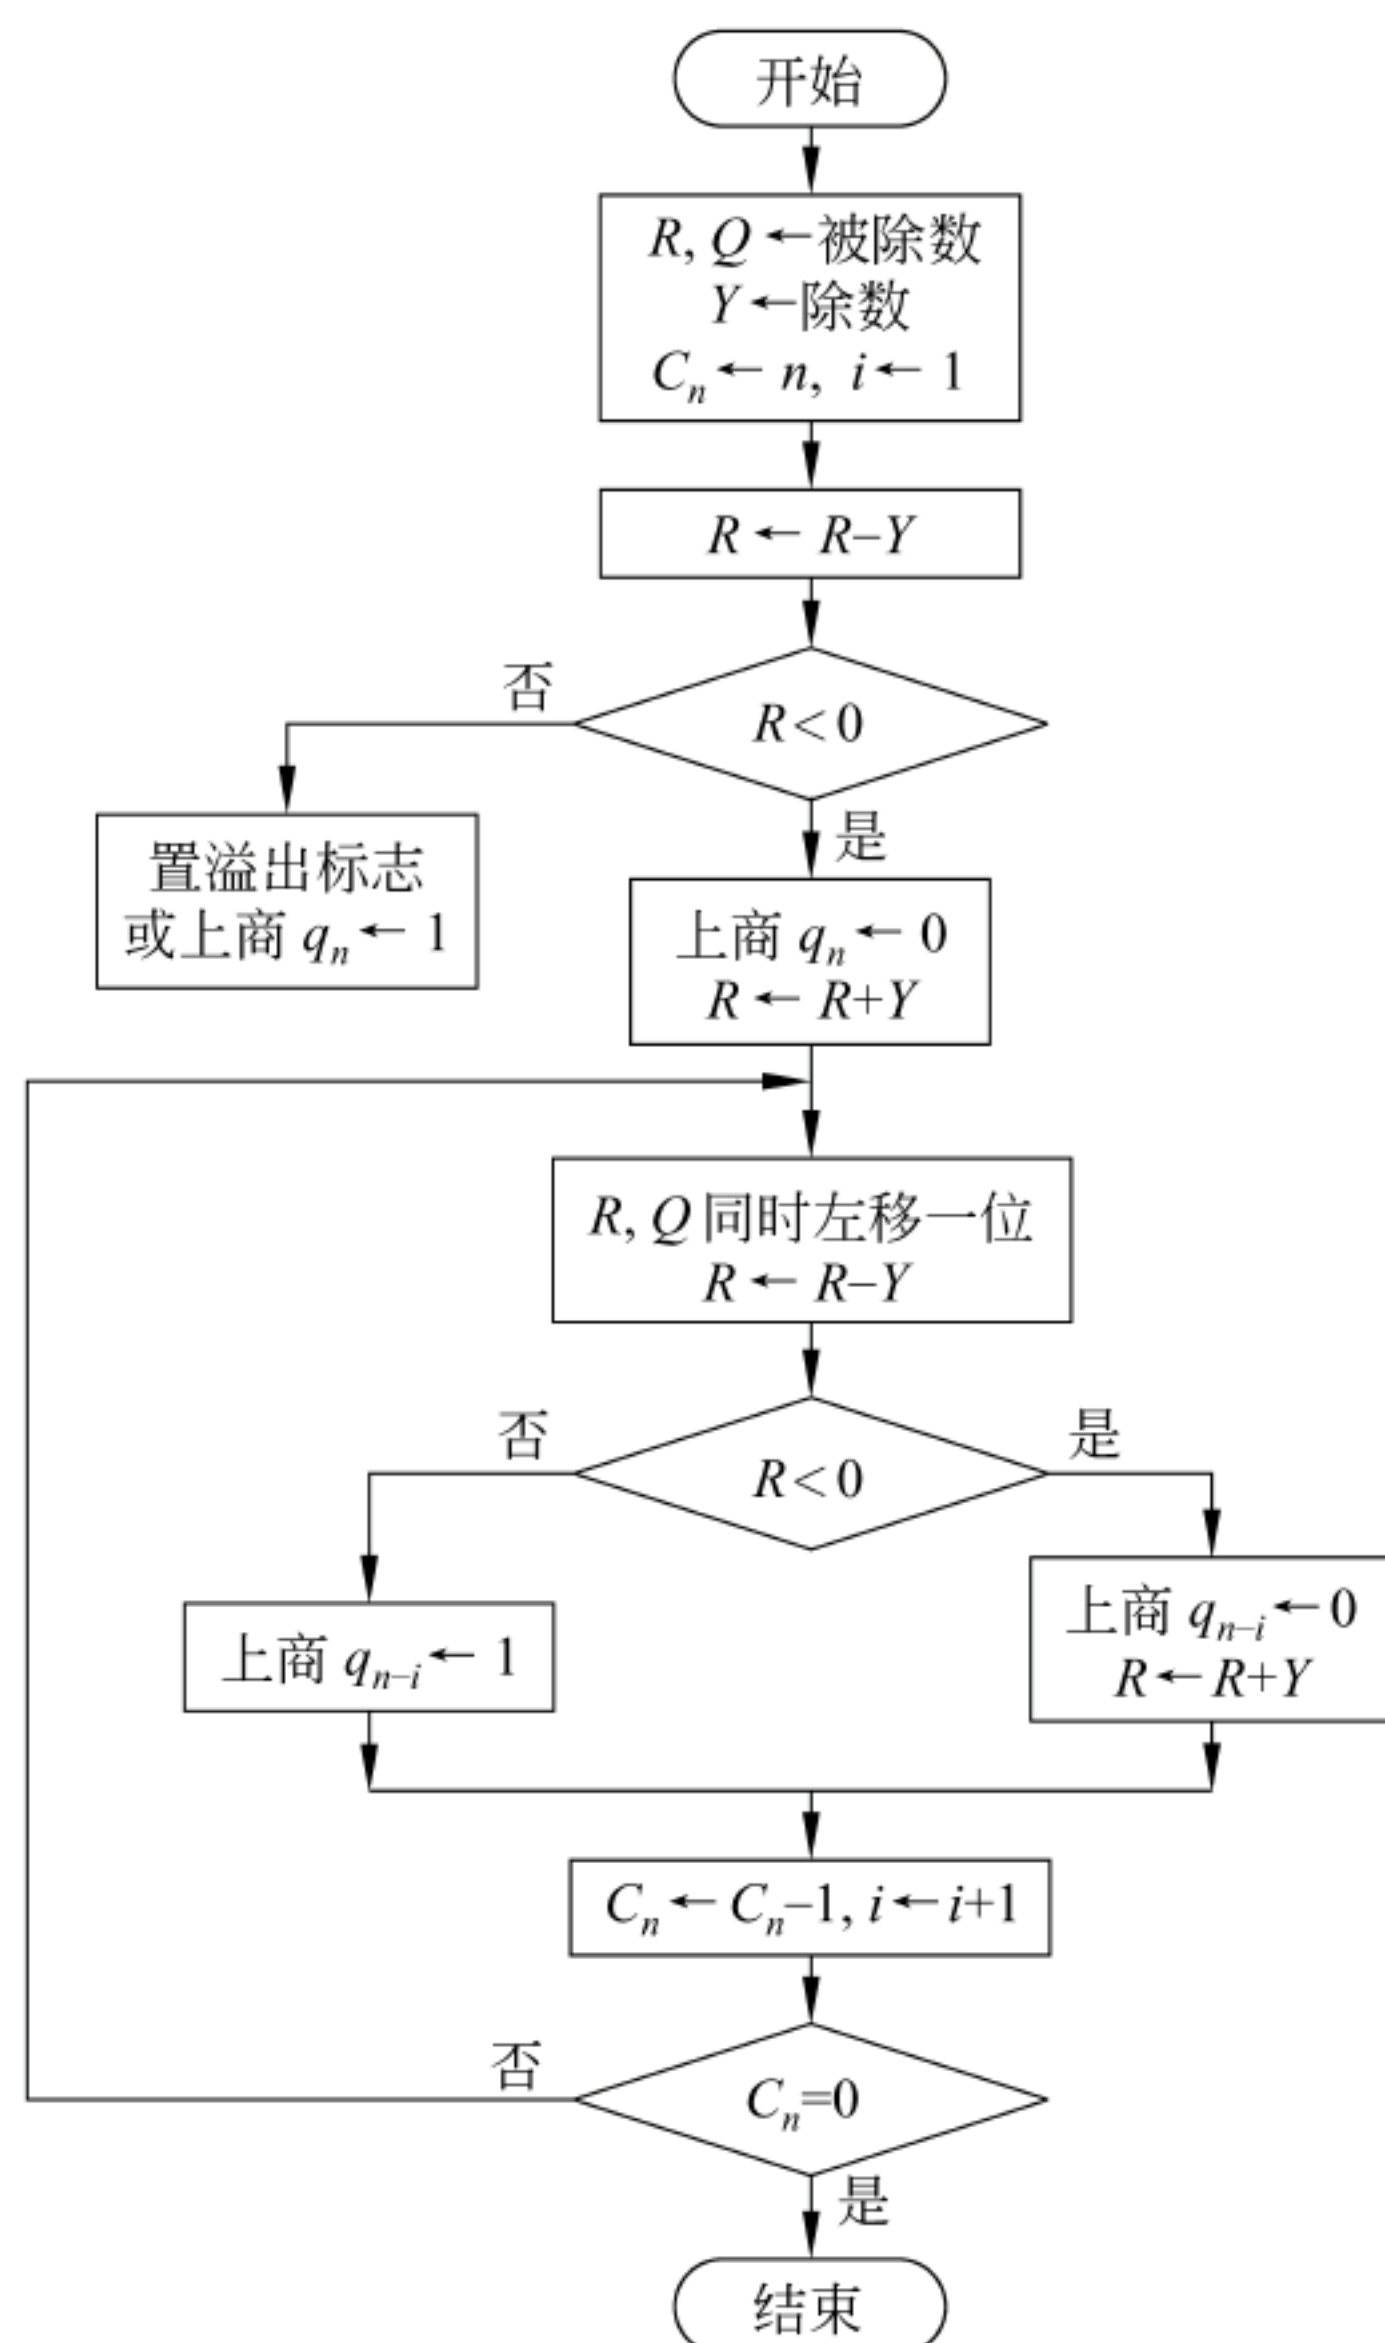 开始
R, Q ← 被除数
Y ← 除数
Cₙ ← n, i ← 1
R ← R–Y
否
R < 0
是
置溢出标志
或上商 qₙ ← 1
上商 qₙ ← 0
R ← R+Y
R, Q 同时左移一位
R ← R–Y
否
R < 0
是
上商 qₙ₋ᵢ ← 1
上商 qₙ₋ᵢ ← 0
R ← R+Y
Cₙ ← Cₙ–1, i ← i+1
否
Cₙ=0
是
结束